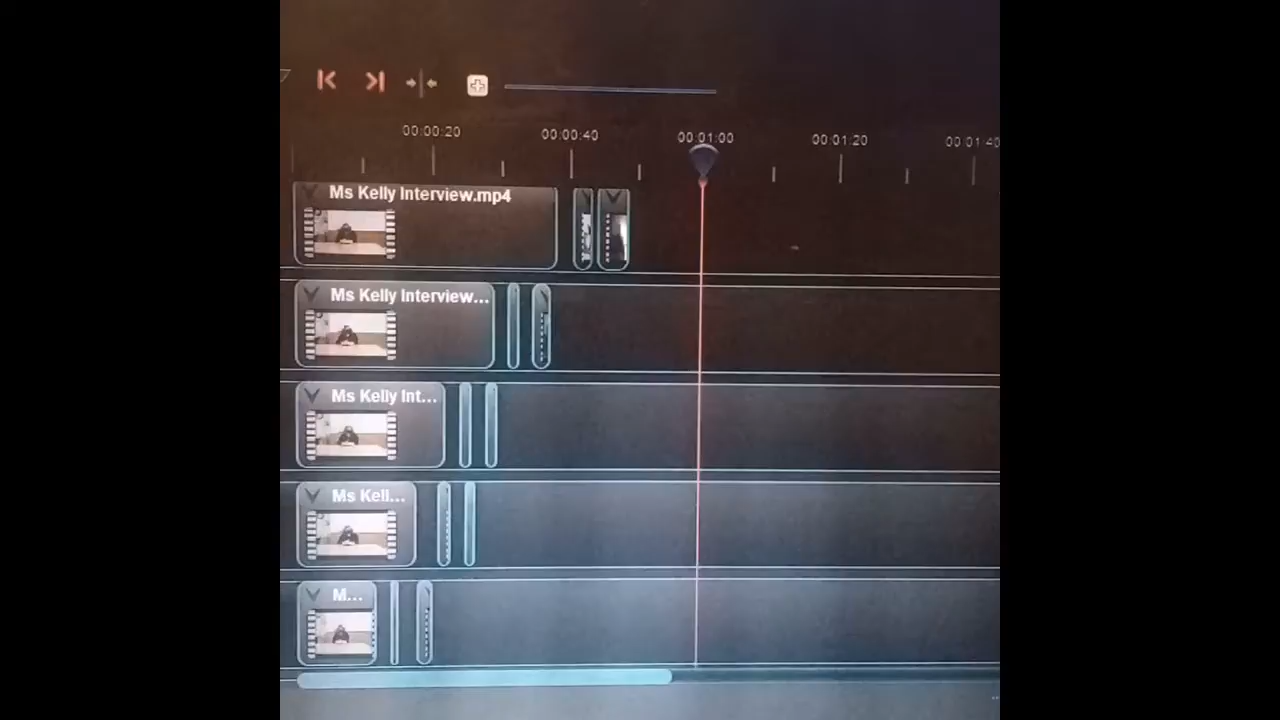 00:00:20 00:00:40 00:01:00 00:01:20 00:01:40
Ms Kelly Interview.mp4
Ms Kelly Interview...
Ms Kelly Int...
Ms Kell...
M...